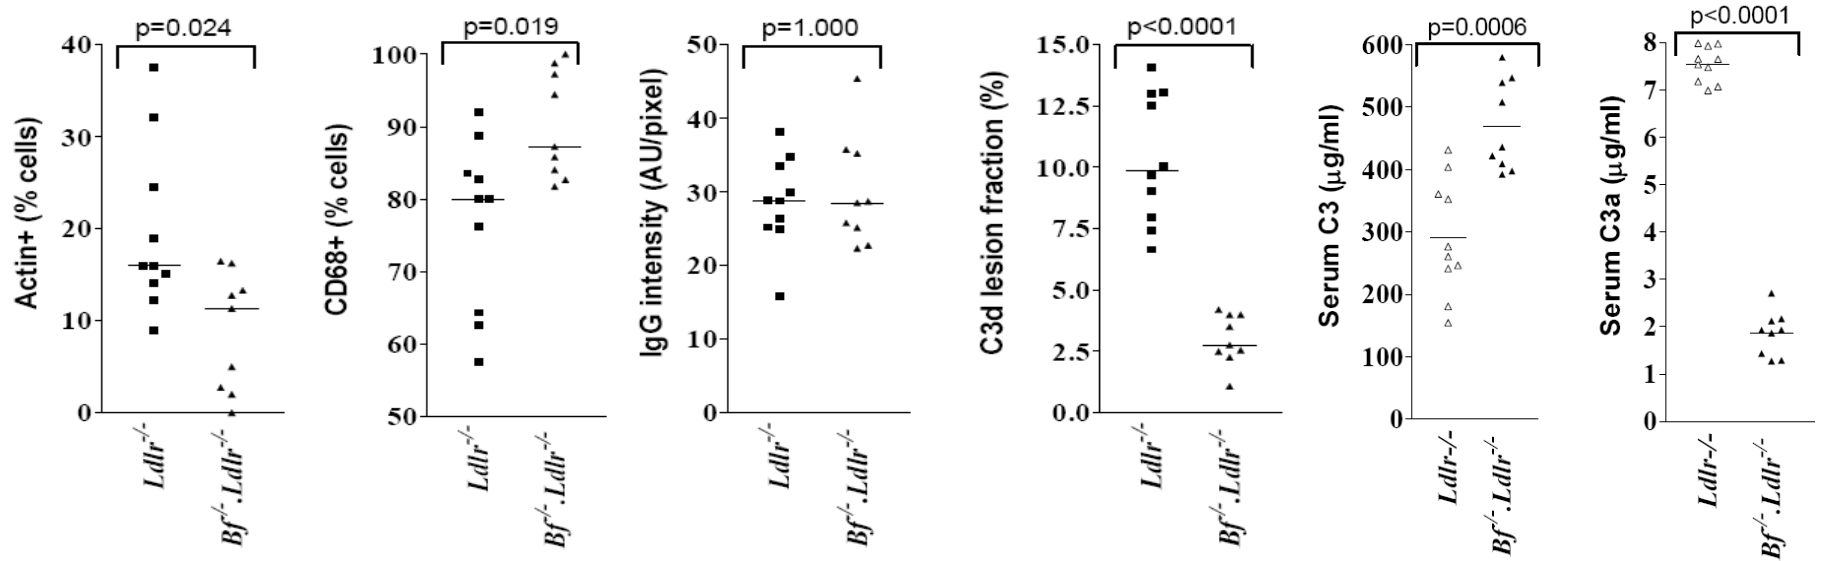 p=0.024
Actin+ (% cells)
40
30
20
10
0
Ldlr-/-
Bf-/-.Ldlr-/-
p=0.019
CD68+ (% cells)
100
90
80
70
60
50
Ldlr-/-
Bf-/-.Ldlr-/-
p=1.000
IgG intensity (AU/pixel)
50
40
30
20
10
0
Ldlr-/-
Bf-/-.Ldlr-/-
p<0.0001
C3d lesion fraction (%)
15.0
12.5
10.0
7.5
5.0
2.5
0.0
Ldlr-/-
Bf-/-.Ldlr-/-
p=0.0006
Serum C3 (μg/ml)
600
500
400
300
200
100
0
Ldlr-/-
Bf-/-.Ldlr-/-
p<0.0001
Serum C3a (μg/ml)
8
7
6
5
4
3
2
1
0
Ldlr-/-
Bf-/-.Ldlr-/-